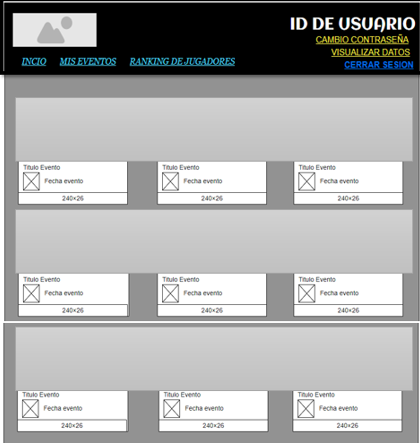 ID DE USUARIO
CAMBIO CONTRASEÑA
VISUALIZAR DATOS
CERRAR SESION
INCIO MIS EVENTOS RANKING DE JUGADORES
Titulo Evento Titulo Evento Titulo Evento
Fecha evento Fecha evento Fecha evento
240×26 240×26 240×26
Titulo Evento Titulo Evento Titulo Evento
Fecha evento Fecha evento Fecha evento
240×26 240×26 240×26
Titulo Evento Titulo Evento Titulo Evento
Fecha evento Fecha evento Fecha evento
240×26 240×26 240×26